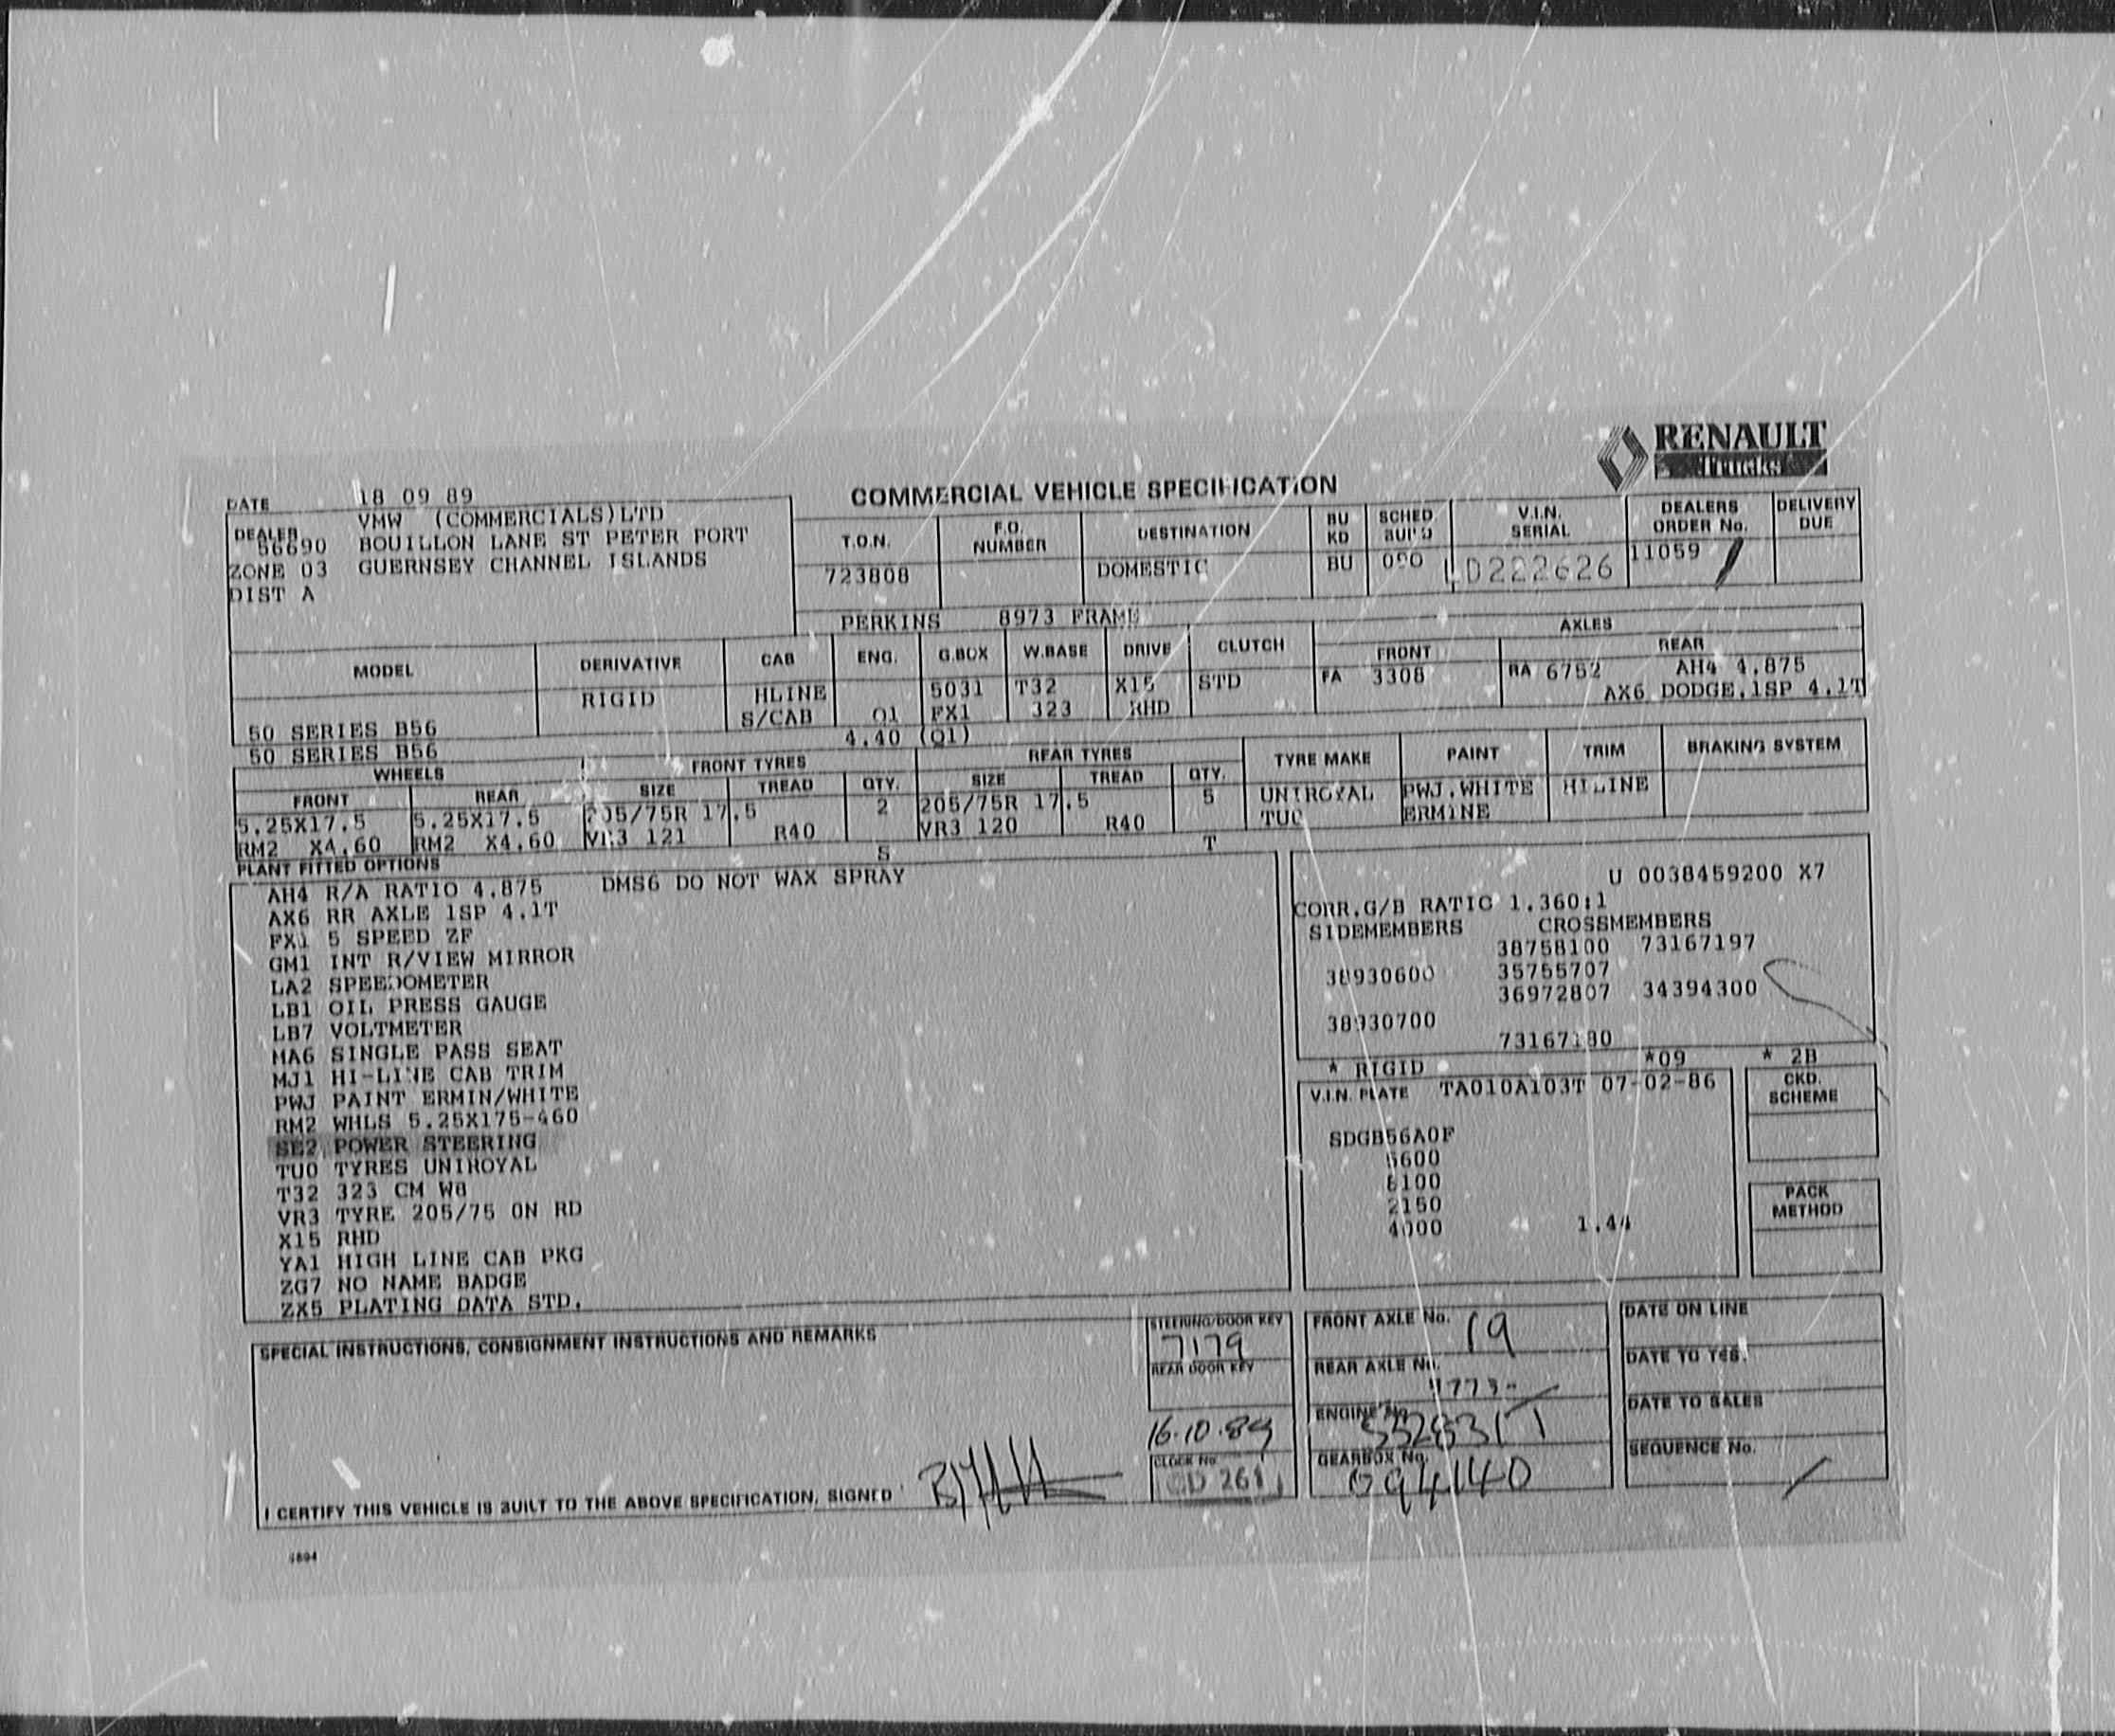 RENAULT
Trucks
COMMERCIAL VEHICLE SPECIFICATION
DATE 18 09 89
DEALER VMW (COMMERCIALS)LTD
56690 BOUILLON LANE ST PETER PORT
ZONE 03 GUERNSEY CHANNEL ISLANDS
DIST A
T.O.N. F.O. NUMBER DESTINATION BU KD SCHED BUILD V.I.N. SERIAL DEALERS ORDER No. DELIVERY DUE
723808 DOMESTIC BU D222626 11059
PERKINS 8973 FRAME
MODEL DERIVATIVE CAB ENG. G.BOX W.BASE DRIVE CLUTCH AXLES
FRONT REAR
RIGID HLINE 5031 T32 X15 STD FA 3308 RA 6752 AH4 4.875
50 SERIES B56 S/CAB Q1 FX1 323 RHD AX6 DODGE.1SP 4.1T
50 SERIES B56 4.40 (Q1)
WHEELS FRONT TYRES REAR TYRES TYRE MAKE PAINT TRIM BRAKING SYSTEM
FRONT REAR SIZE TREAD QTY. SIZE TREAD QTY.
5.25X17.5 5.25X17.5 205/75R 17.5 2 205/75R 17.5 5 UNIROYAL PWJ.WHITE HILINE
RM2 X4.60 RM2 X4.60 VR3 121 R40 VR3 120 R40 TUO ERMINE
S T
PLANT FITTED OPTIONS
AH4 R/A RATIO 4.875 DMS6 DO NOT WAX SPRAY
AX6 RR AXLE 1SP 4.1T
FX1 5 SPEED ZF
GM1 INT R/VIEW MIRROR
LA2 SPEEDOMETER
LB1 OIL PRESS GAUGE
LB7 VOLTMETER
MA6 SINGLE PASS SEAT
MJ1 HI-LINE CAB TRIM
PWJ PAINT ERMIN/WHITE
RM2 WHLS 5.25X175-460
SE2 POWER STEERING
TUO TYRES UNIROYAL
T32 323 CM WB
VR3 TYRE 205/75 ON RD
X15 RHD
YA1 HIGH LINE CAB PKG
ZG7 NO NAME BADGE
ZX5 PLATING DATA STD.
U 0038459200 X7
CORR.G/B RATIO 1.360:1
SIDEMEMBERS CROSSMEMBERS
38758100 73167197
38930600 35755707
36972807 34394300
38930700
73167180
* RIGID *09 * 2B
V.I.N. PLATE TA010A103T 07-02-86
SDGB56A0F
5600
8100
2150
4000 1.44
CKD. SCHEME
PACK METHOD
SPECIAL INSTRUCTIONS, CONSIGNMENT INSTRUCTIONS AND REMARKS
STEERING/DOOR KEY
7179
REAR DOOR KEY
16.10.89
CLOCK No.
CD 261
FRONT AXLE No. 19
REAR AXLE No.
ENGINE No.
GEARBOX No.
094140
DATE ON LINE
DATE TO
DATE TO SALES
SEQUENCE No.
I CERTIFY THIS VEHICLE IS BUILT TO THE ABOVE SPECIFICATION, SIGNED